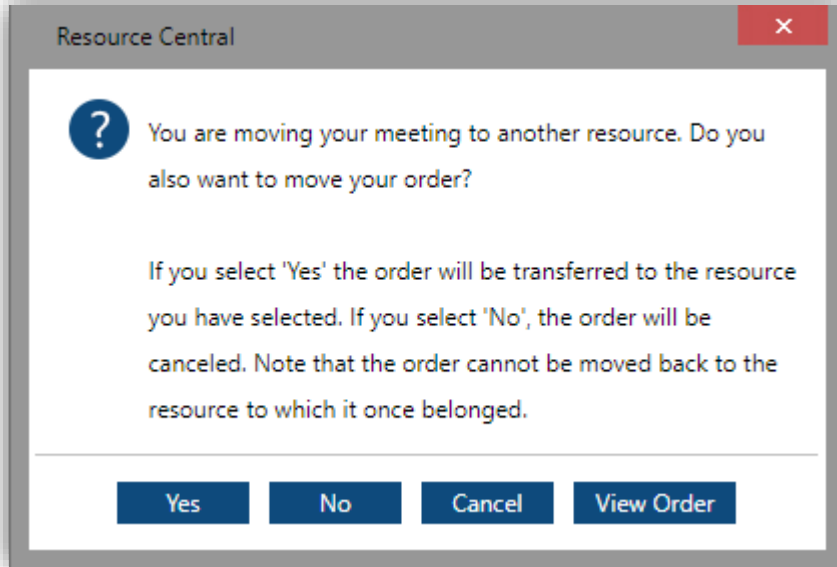 Resource Central
?
You are moving your meeting to another resource. Do you
also want to move your order?
If you select 'Yes' the order will be transferred to the resource
you have selected. If you select 'No', the order will be
canceled. Note that the order cannot be moved back to the
resource to which it once belonged.
Yes No Cancel View Order